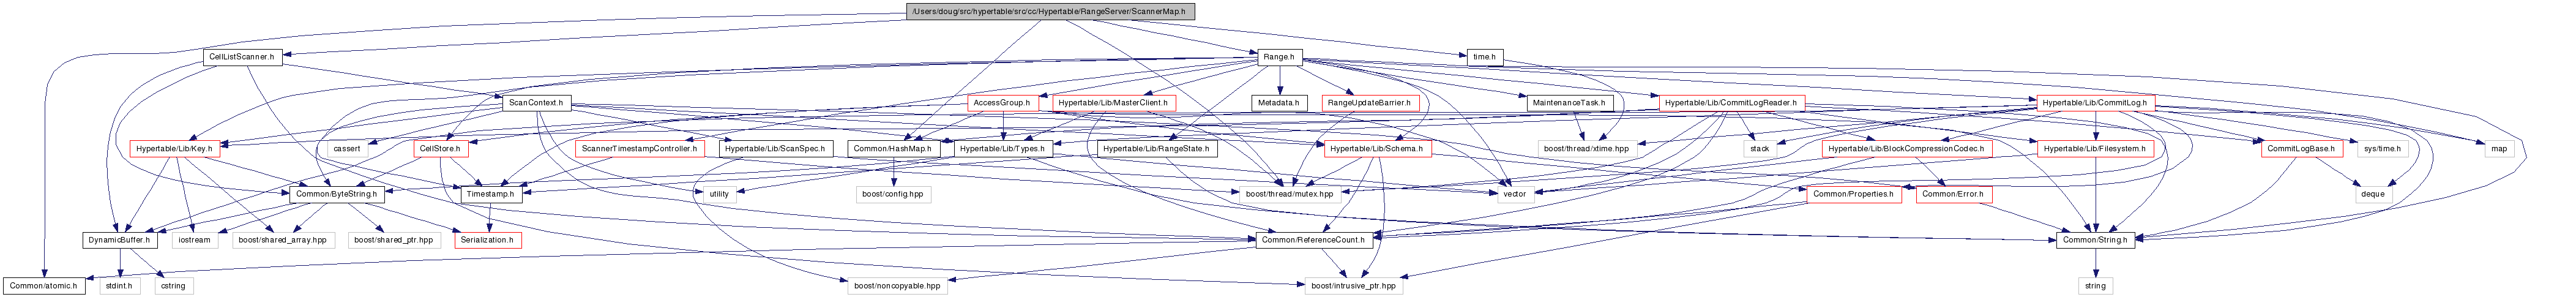 /Users/doug/src/hypertable/src/cc/Hypertable/RangeServer/ScannerMap.h
CellListScanner.h
Range.h
time.h
ScanContext.h
AccessGroup.h
Hypertable/Lib/MasterClient.h
Metadata.h
RangeUpdateBarrier.h
MaintenanceTask.h
Hypertable/Lib/CommitLogReader.h
Hypertable/Lib/CommitLog.h
Hypertable/Lib/Key.h
cassert
CellStore.h
ScannerTimestampController.h
Hypertable/Lib/ScanSpec.h
Common/HashMap.h
Hypertable/Lib/Types.h
Hypertable/Lib/RangeState.h
Hypertable/Lib/Schema.h
boost/thread/xtime.hpp
stack
Hypertable/Lib/BlockCompressionCodec.h
Hypertable/Lib/Filesystem.h
CommitLogBase.h
sys/time.h
map
Common/ByteString.h
Timestamp.h
utility
boost/config.hpp
boost/thread/mutex.hpp
vector
Common/Properties.h
Common/Error.h
deque
DynamicBuffer.h
iostream
boost/shared_array.hpp
boost/shared_ptr.hpp
Serialization.h
Common/ReferenceCount.h
Common/String.h
Common/atomic.h
stdint.h
cstring
boost/noncopyable.hpp
boost/intrusive_ptr.hpp
string